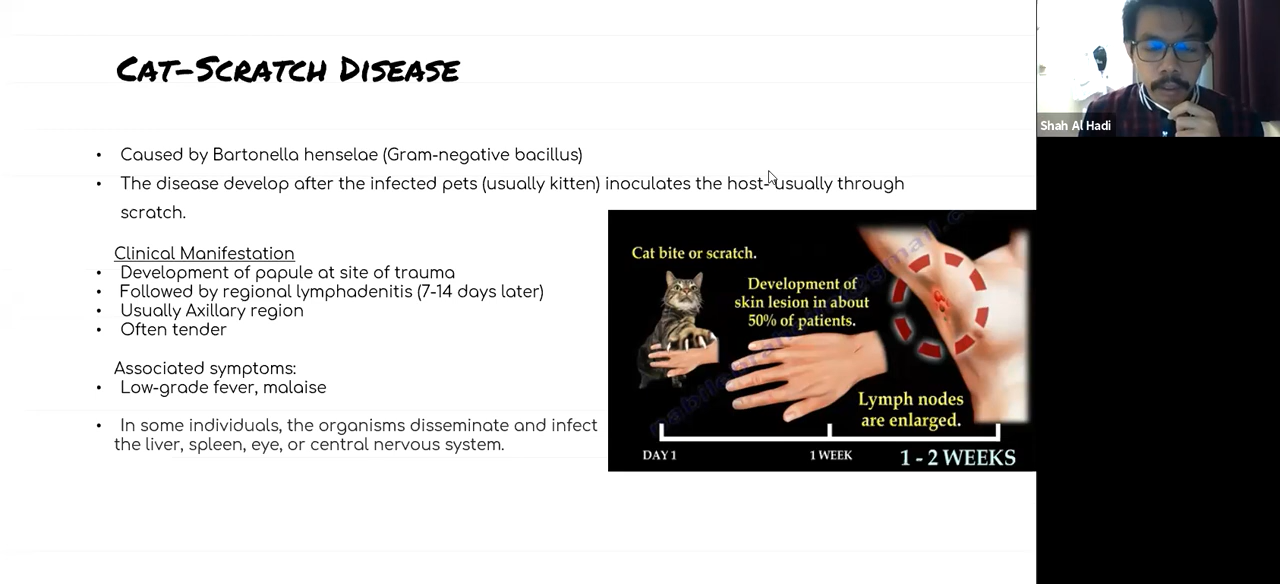 Cat-Scratch Disease
Shah Al Hadi
• Caused by Bartonella henselae (Gram-negative bacillus)
• The disease develop after the infected pets (usually kitten) inoculates the host- usually through
scratch.
Clinical Manifestation
• Development of papule at site of trauma
• Followed by regional lymphadenitis (7-14 days later)
• Usually Axillary region
• Often tender
Associated symptoms:
• Low-grade fever, malaise
• In some individuals, the organisms disseminate and infect
the liver, spleen, eye, or central nervous system.
Cat bite or scratch.
Development of
skin lesion in about
50% of patients.
Lymph nodes
are enlarged.
DAY 1
1 WEEK
1 - 2 WEEKS